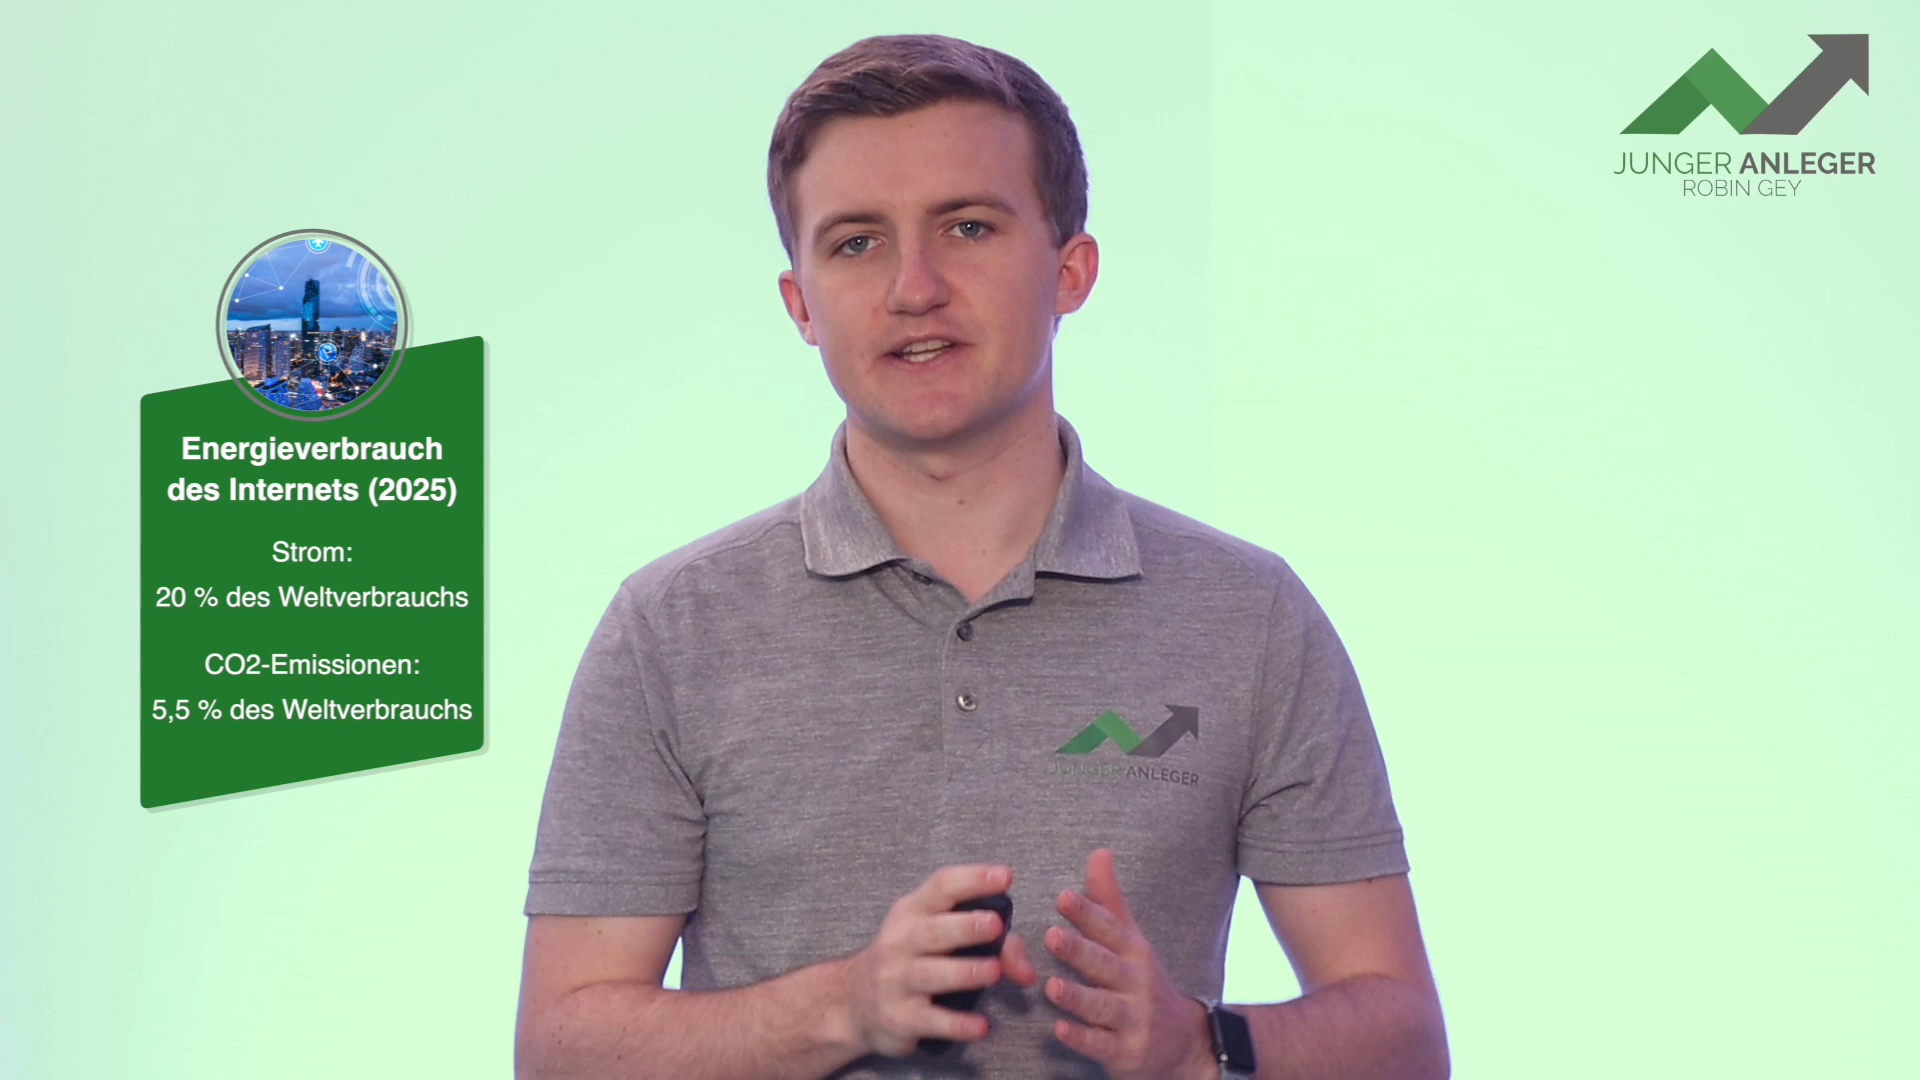 JUNGER ANLEGER
ROBIN GEY
Energieverbrauch
des Internets (2025)
Strom:
20 % des Weltverbrauchs
CO2-Emissionen:
5,5 % des Weltverbrauchs
JUNGER ANLEGER